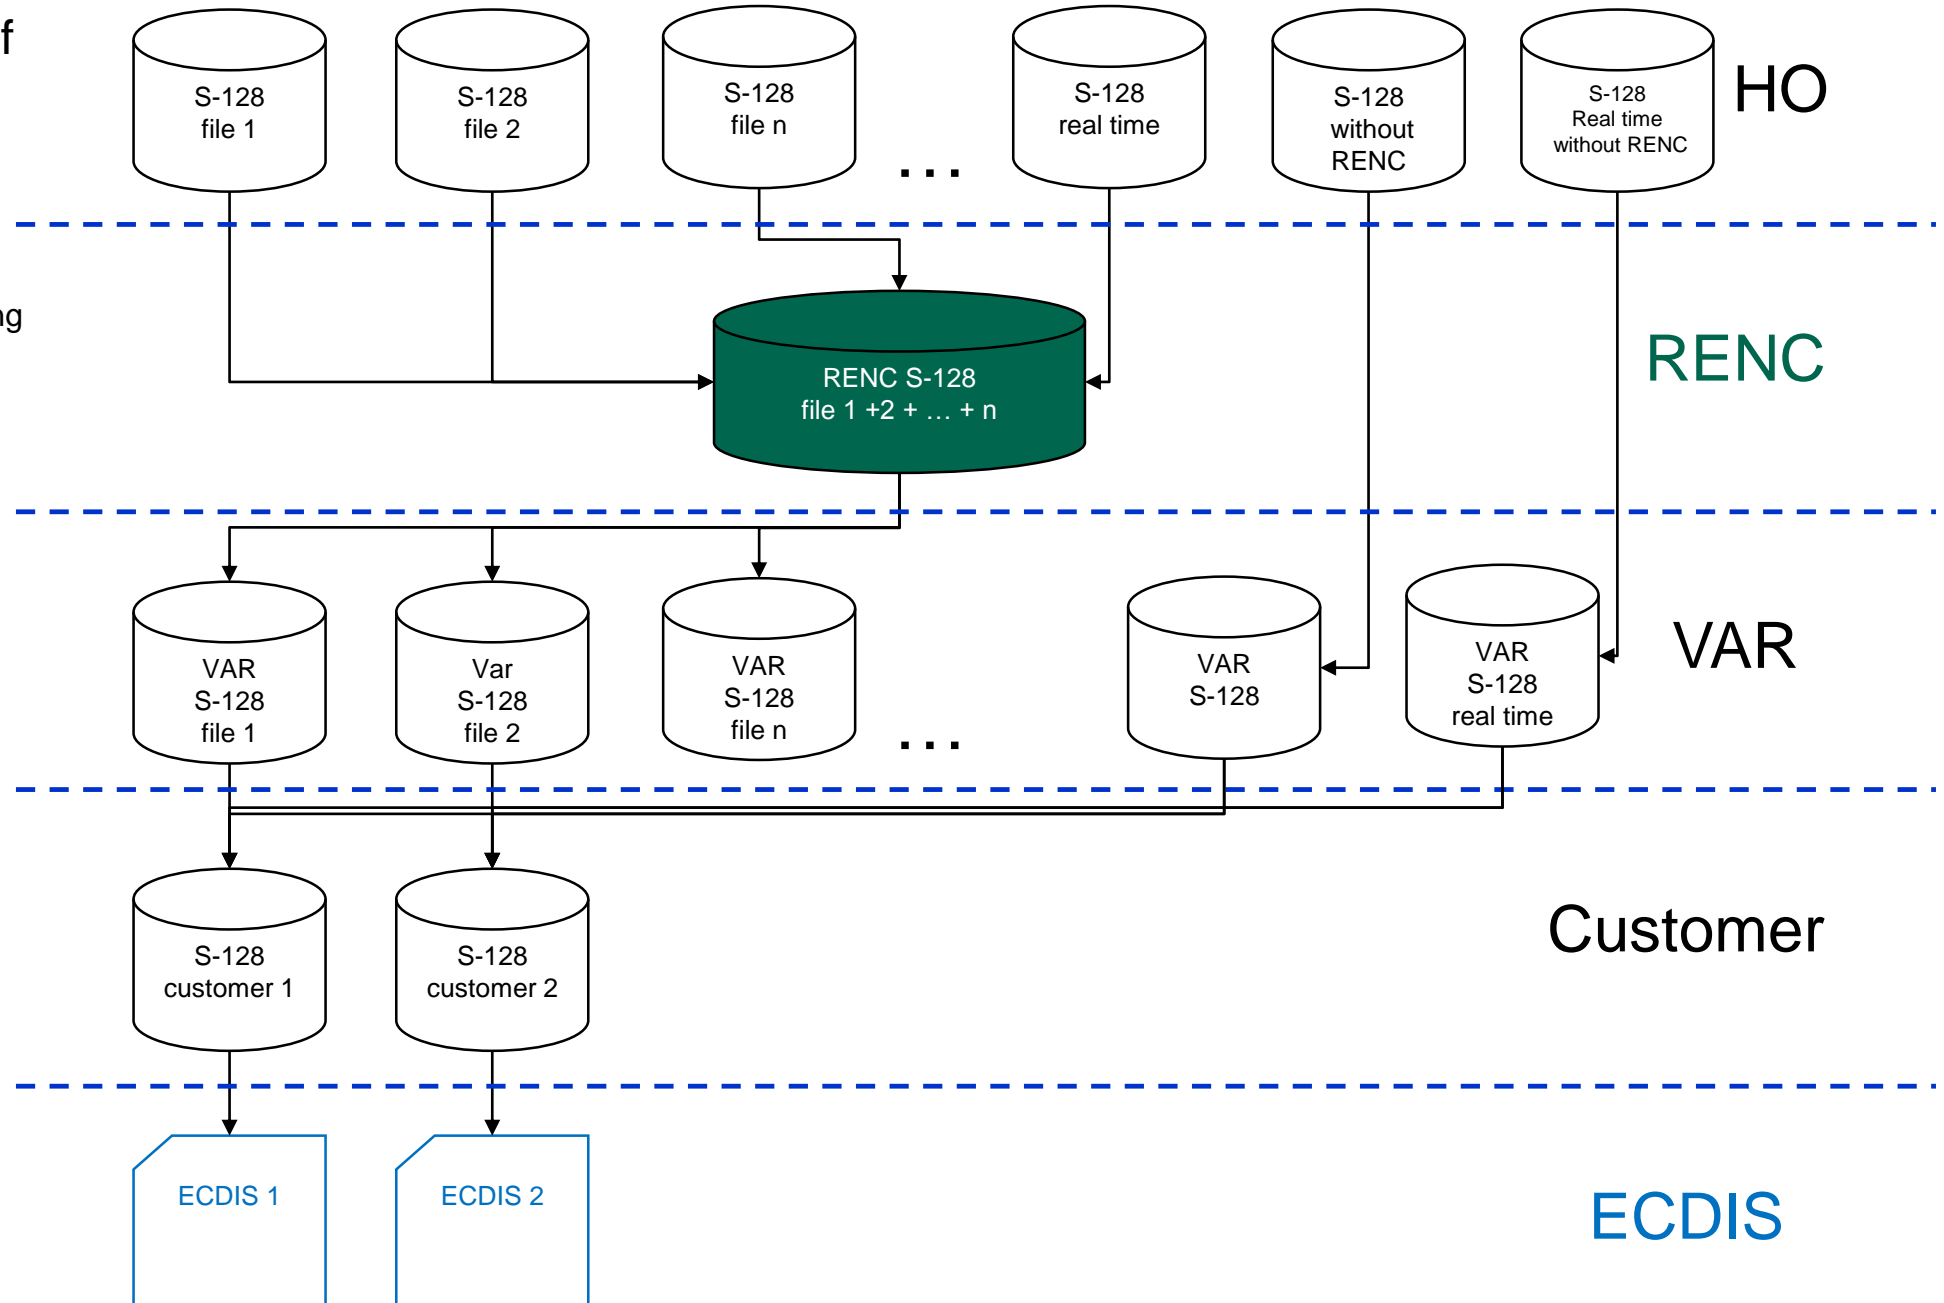 f
S-128
file 1
S-128
file 2
S-128
file n
...
S-128
real time
S-128
without
RENC
S-128
Real time
without RENC
HO
ng
RENC S-128
file 1 +2 + … + n
RENC
VAR
S-128
file 1
Var
S-128
file 2
VAR
S-128
file n
...
VAR
S-128
VAR
S-128
real time
VAR
S-128
customer 1
S-128
customer 2
Customer
ECDIS 1
ECDIS 2
ECDIS